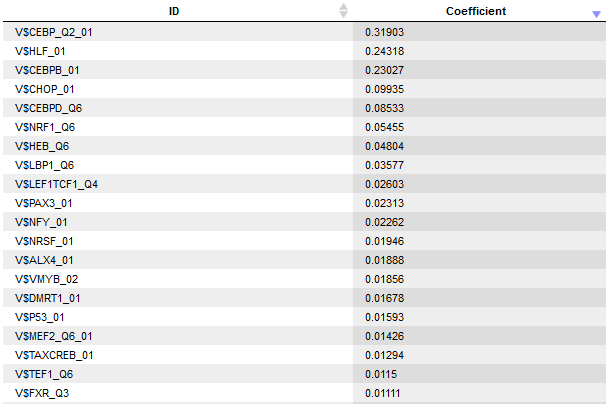 ID Coefficient
V$CEBP_Q2_01 0.31903
V$HLF_01 0.24318
V$CEBPB_01 0.23027
V$CHOP_01 0.09935
V$CEBPD_Q6 0.08533
V$NRF1_Q6 0.05455
V$HEB_Q6 0.04804
V$LBP1_Q6 0.03577
V$LEF1TCF1_Q4 0.02603
V$PAX3_01 0.02313
V$NFY_01 0.02262
V$NRSF_01 0.01946
V$ALX4_01 0.01888
V$VMYB_02 0.01856
V$DMRT1_01 0.01678
V$P53_01 0.01593
V$MEF2_Q6_01 0.01426
V$TAXCREB_01 0.01294
V$TEF1_Q6 0.0115
V$FXR_Q3 0.01111